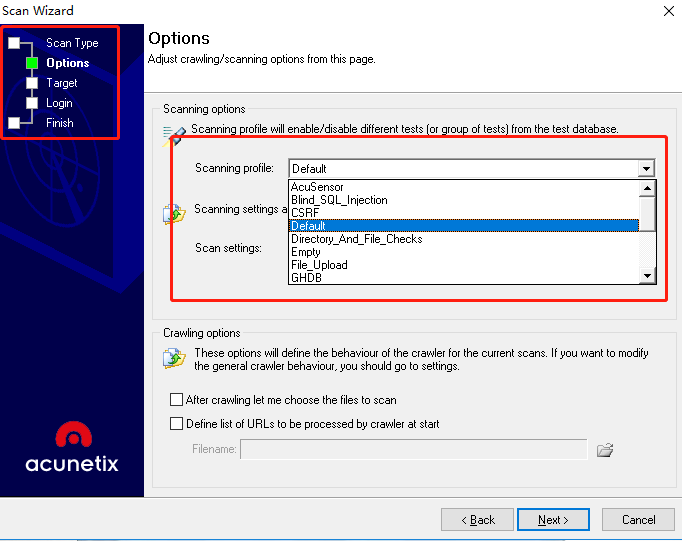 Scan Wizard
Scan Type
Options
Target
Login
Finish
Options
Adjust crawling/scanning options from this page.
Scanning options
Scanning profile will enable/disable different tests (or group of tests) from the test database.
Scanning profile:
Default
AcuSensor
Blind_SQL_Injection
CSRF
Default
Directory_And_File_Checks
Empty
File_Upload
GHDB
Scanning settings a
Scan settings:
Crawling options
These options will define the behaviour of the crawler for the current scans. If you want to modify
the general crawler behaviour, you should go to settings.
After crawling let me choose the files to scan
Define list of URLs to be processed by crawler at start
Filename:
acunetix
< Back
Next >
Cancel